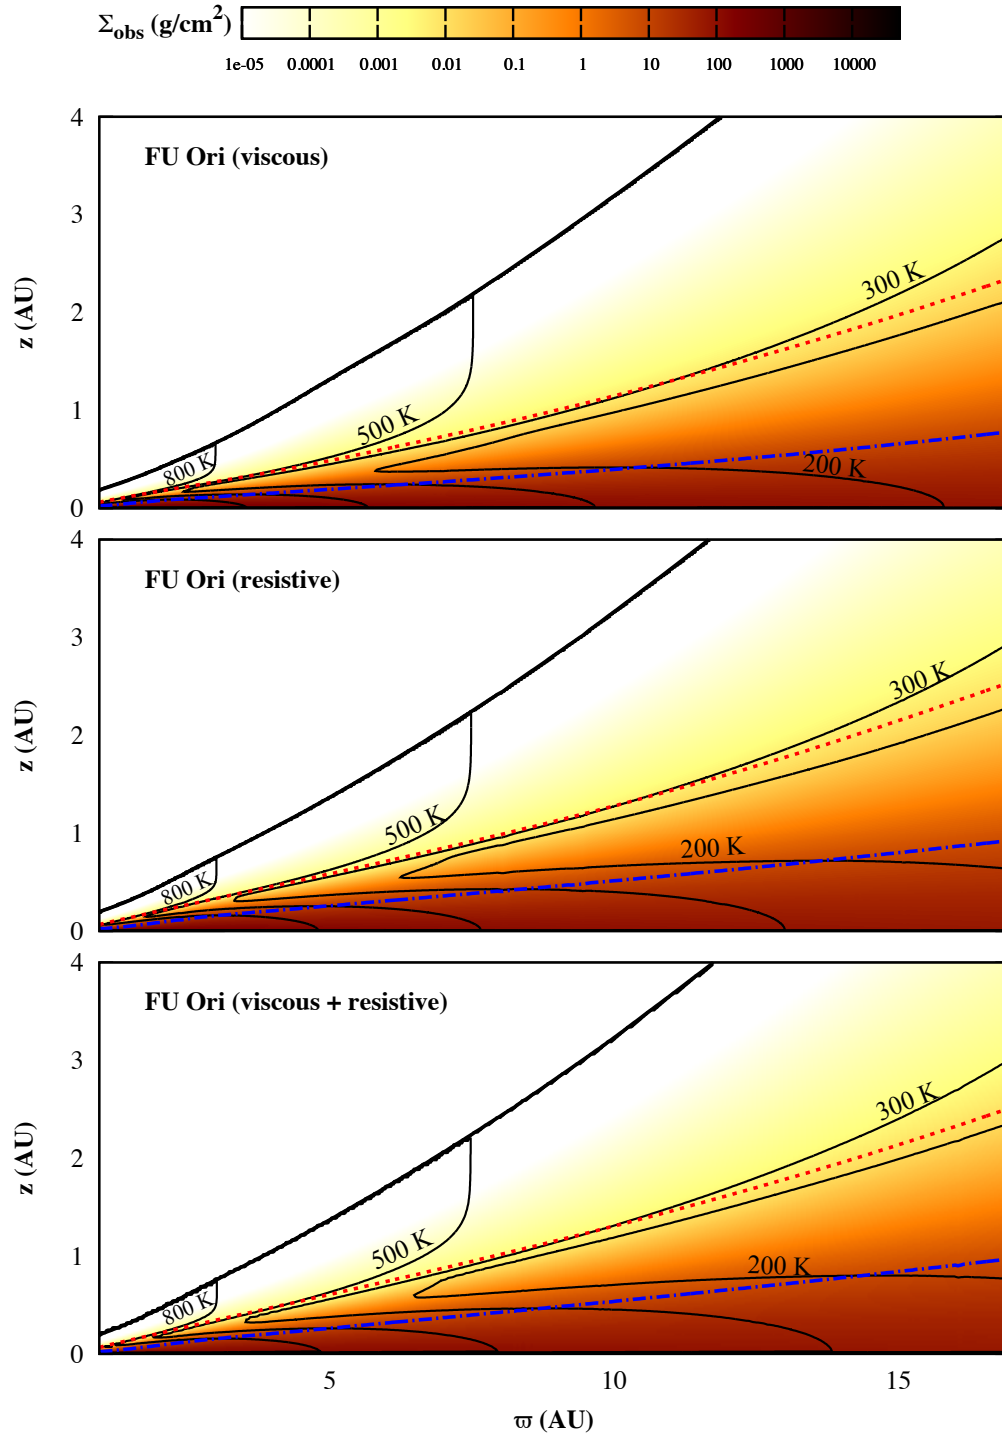 Σobs (g/cm²)
1e-05 0.0001 0.001 0.01 0.1 1 10 100 1000 10000
4
FU Ori (viscous)
3
300 K
z (AU)
2
1
500 K
800 K
200 K
0
4
FU Ori (resistive)
3
300 K
z (AU)
2
1
500 K
200 K
800 K
0
4
FU Ori (viscous + resistive)
3
300 K
z (AU)
2
500 K
1
200 K
800 K
0
5 10 15
ϖ (AU)